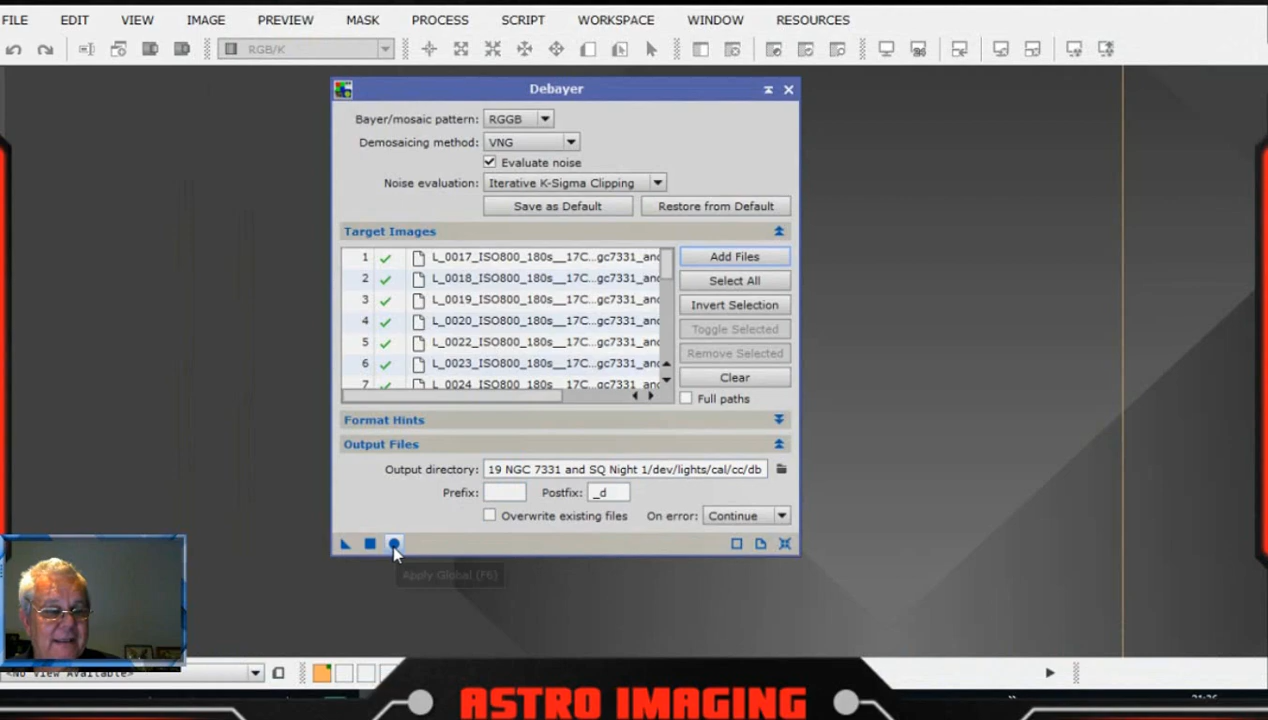 FILE EDIT VIEW IMAGE PREVIEW MASK PROCESS SCRIPT WORKSPACE WINDOW RESOURCES
RGB/K
Debayer
Bayer/mosaic pattern: RGGB
Demosaicing method: VNG
Evaluate noise
Noise evaluation: Iterative K-Sigma Clipping
Save as Default Restore from Default
Target Images
1 L_0017_ISO800_180s__17C...gc7331_and Add Files
2 L_0018_ISO800_180s__17C...gc7331_and Select All
3 L_0019_ISO800_180s__17C...gc7331_and Invert Selection
4 L_0020_ISO800_180s__17C...gc7331_and Toggle Selected
5 L_0022_ISO800_180s__17C...gc7331_and Remove Selected
6 L_0023_ISO800_180s__17C...gc7331_and Clear
7 L_0024_ISO800_180s__17C...gc7331_and Full paths
Format Hints
Output Files
Output directory: 19 NGC 7331 and SQ Night 1/dev/lights/cal/cc/db
Prefix: Postfix: _d
Overwrite existing files On error: Continue
Apply Global (F6)
<No View Available>
ASTRO IMAGING